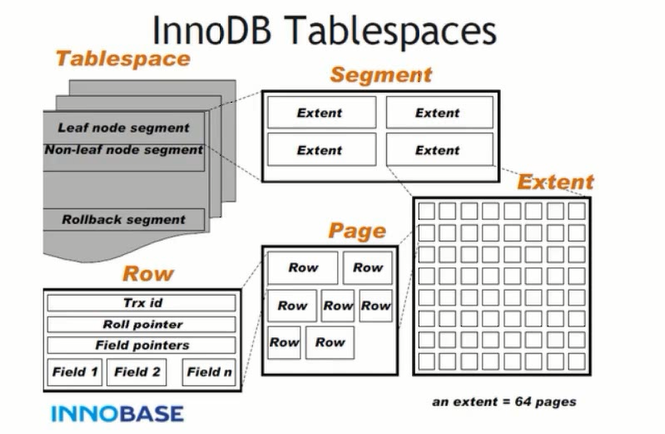 InnoDB Tablespaces
Tablespace
Leaf node segment
Non-leaf node segment
Rollback segment
Segment
Extent Extent
Extent Extent
Extent
an extent = 64 pages
Page
Row Row
Row Row Row
Row Row
Row
Trx id
Roll pointer
Field pointers
Field 1 Field 2 Field n
INNOBASE